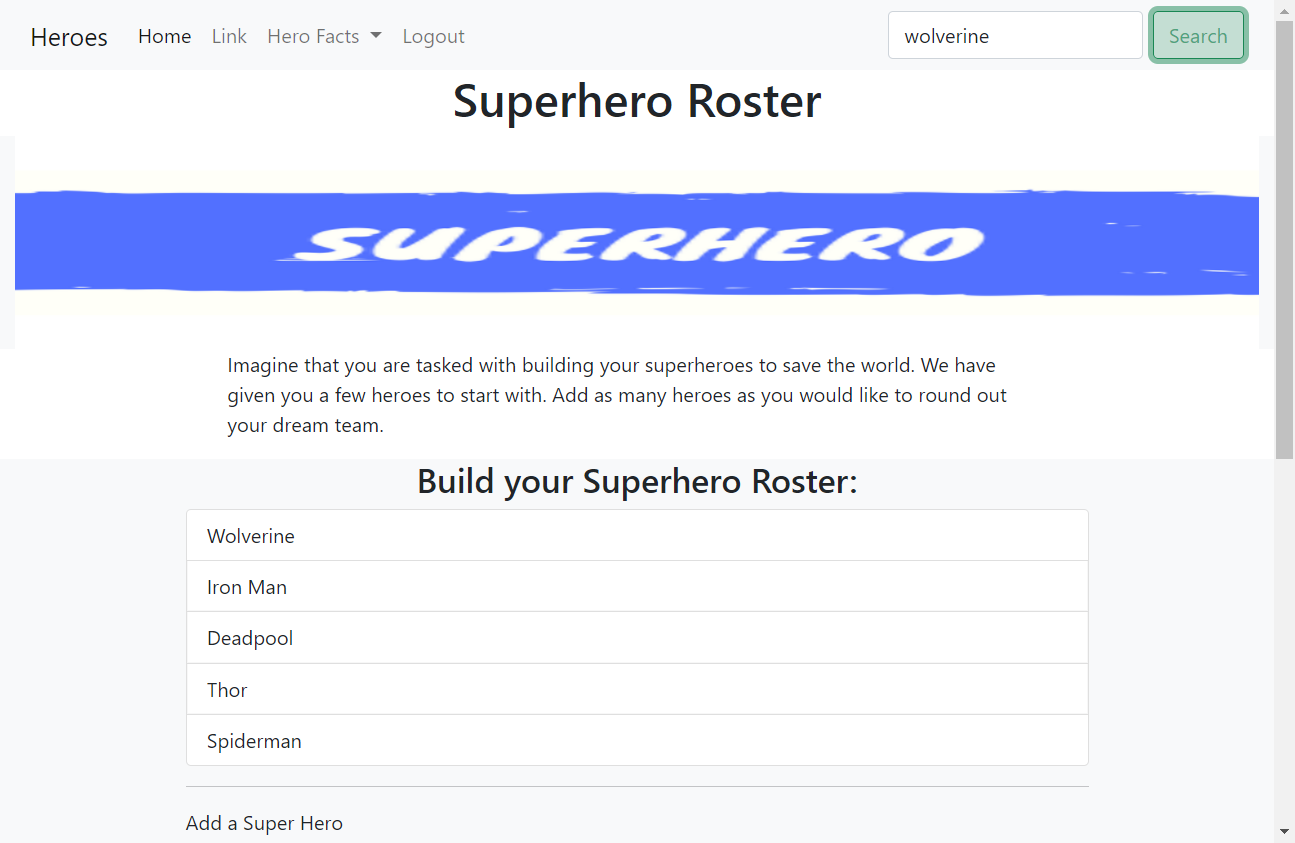 Heroes Home Link Hero Facts Logout wolverine Search
Superhero Roster
SUPERHERO
Imagine that you are tasked with building your superheroes to save the world. We have
given you a few heroes to start with. Add as many heroes as you would like to round out
your dream team.
Build your Superhero Roster:
Wolverine
Iron Man
Deadpool
Thor
Spiderman
Add a Super Hero